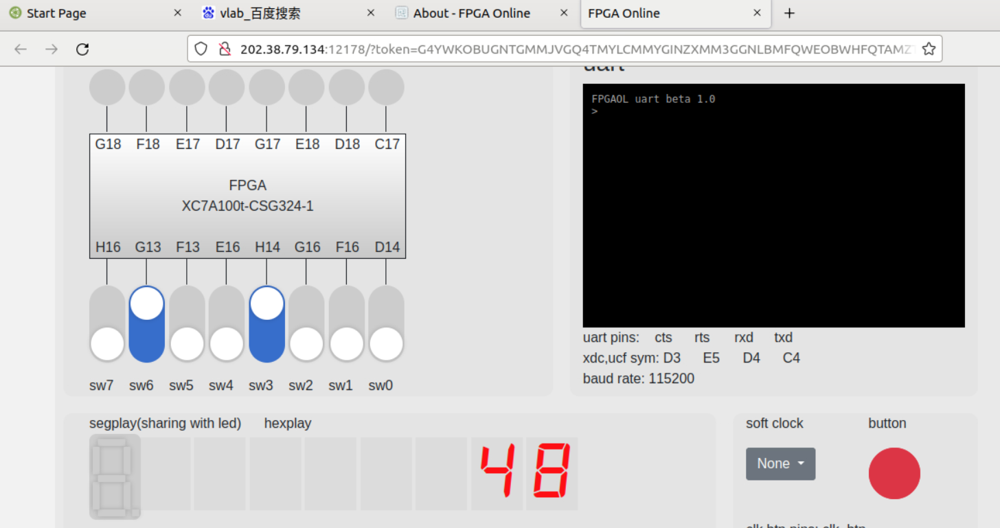 Start Page × vlab_百度搜索 × About - FPGA Online × FPGA Online × +
202.38.79.134:12178/?token=G4YWKOBUGNTGMMJVGQ4TMYLCMMYGINZXMM3GGNLBMFQWEOBWHFQTAMZ
uart
FPGAOL uart beta 1.0
>
G18 F18 E17 D17 G17 E18 D18 C17
FPGA
XC7A100t-CSG324-1
H16 G13 F13 E16 H14 G16 F16 D14
uart pins: cts rts rxd txd
xdc,ucf sym: D3 E5 D4 C4
baud rate: 115200
sw7 sw6 sw5 sw4 sw3 sw2 sw1 sw0
segplay(sharing with led) hexplay
48
soft clock button
None
clk,btn pins: clk btn